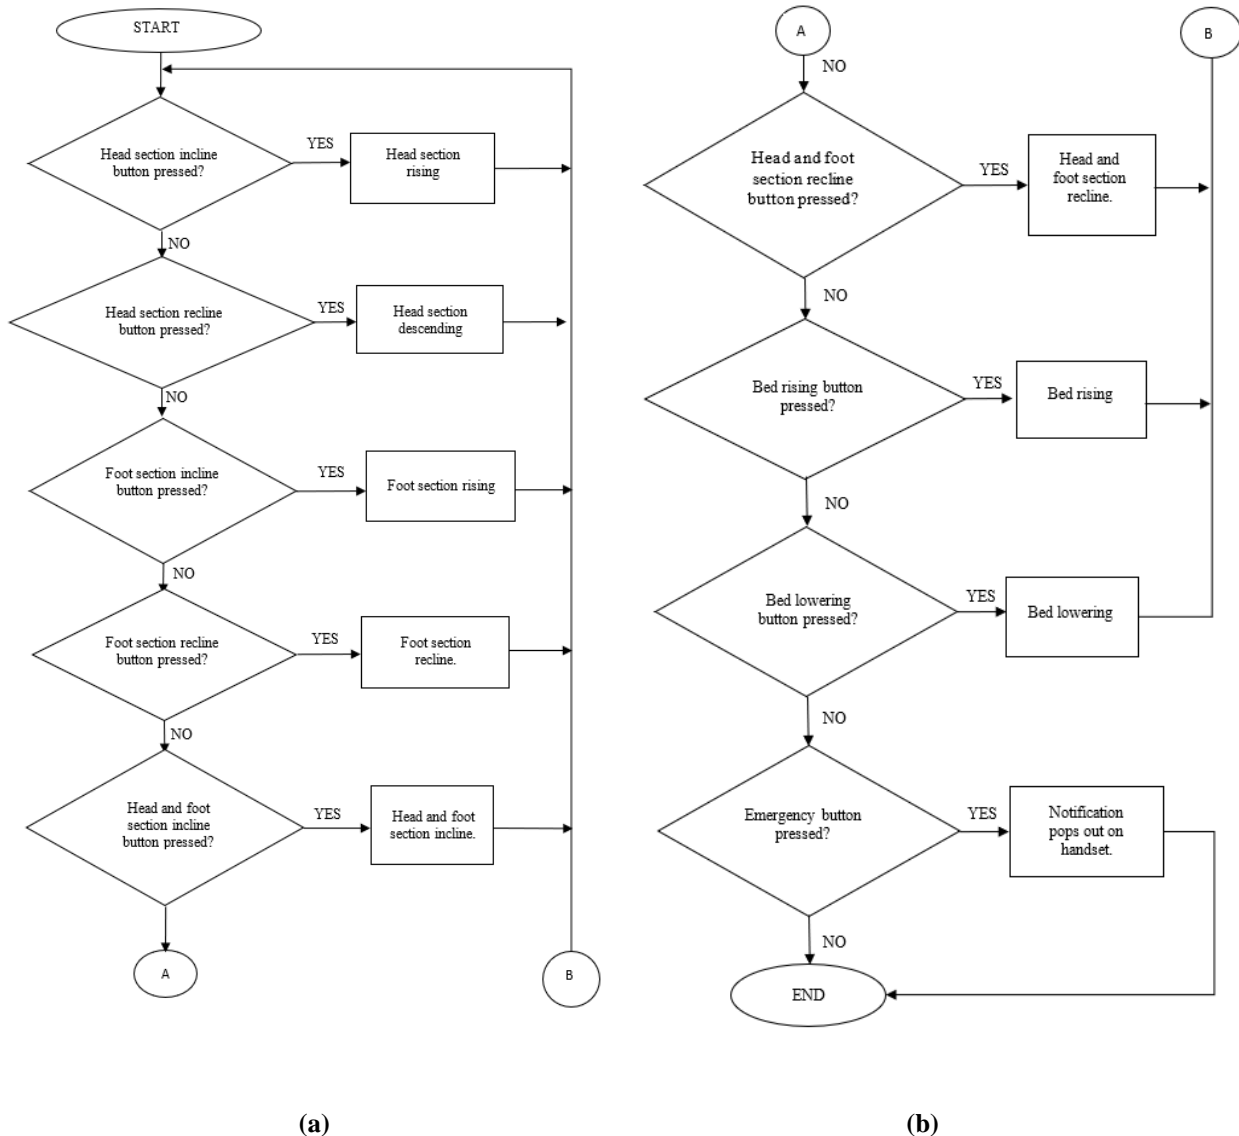 START
Head section incline
button pressed?
YES
Head section
rising
NO
Head section recline
button pressed?
YES
Head section
descending
NO
Foot section incline
button pressed?
YES
Foot section rising
NO
Foot section recline
button pressed?
YES
Foot section
recline.
NO
Head and foot
section incline
button pressed?
YES
Head and foot
section incline.
A
B
(a)
A
B
NO
Head and foot
section recline
button pressed?
YES
Head and
foot section
recline.
NO
Bed rising button
pressed?
YES
Bed rising
NO
Bed lowering
button pressed?
YES
Bed lowering
NO
Emergency button
pressed?
YES
Notification
pops out on
handset.
NO
END
(b)